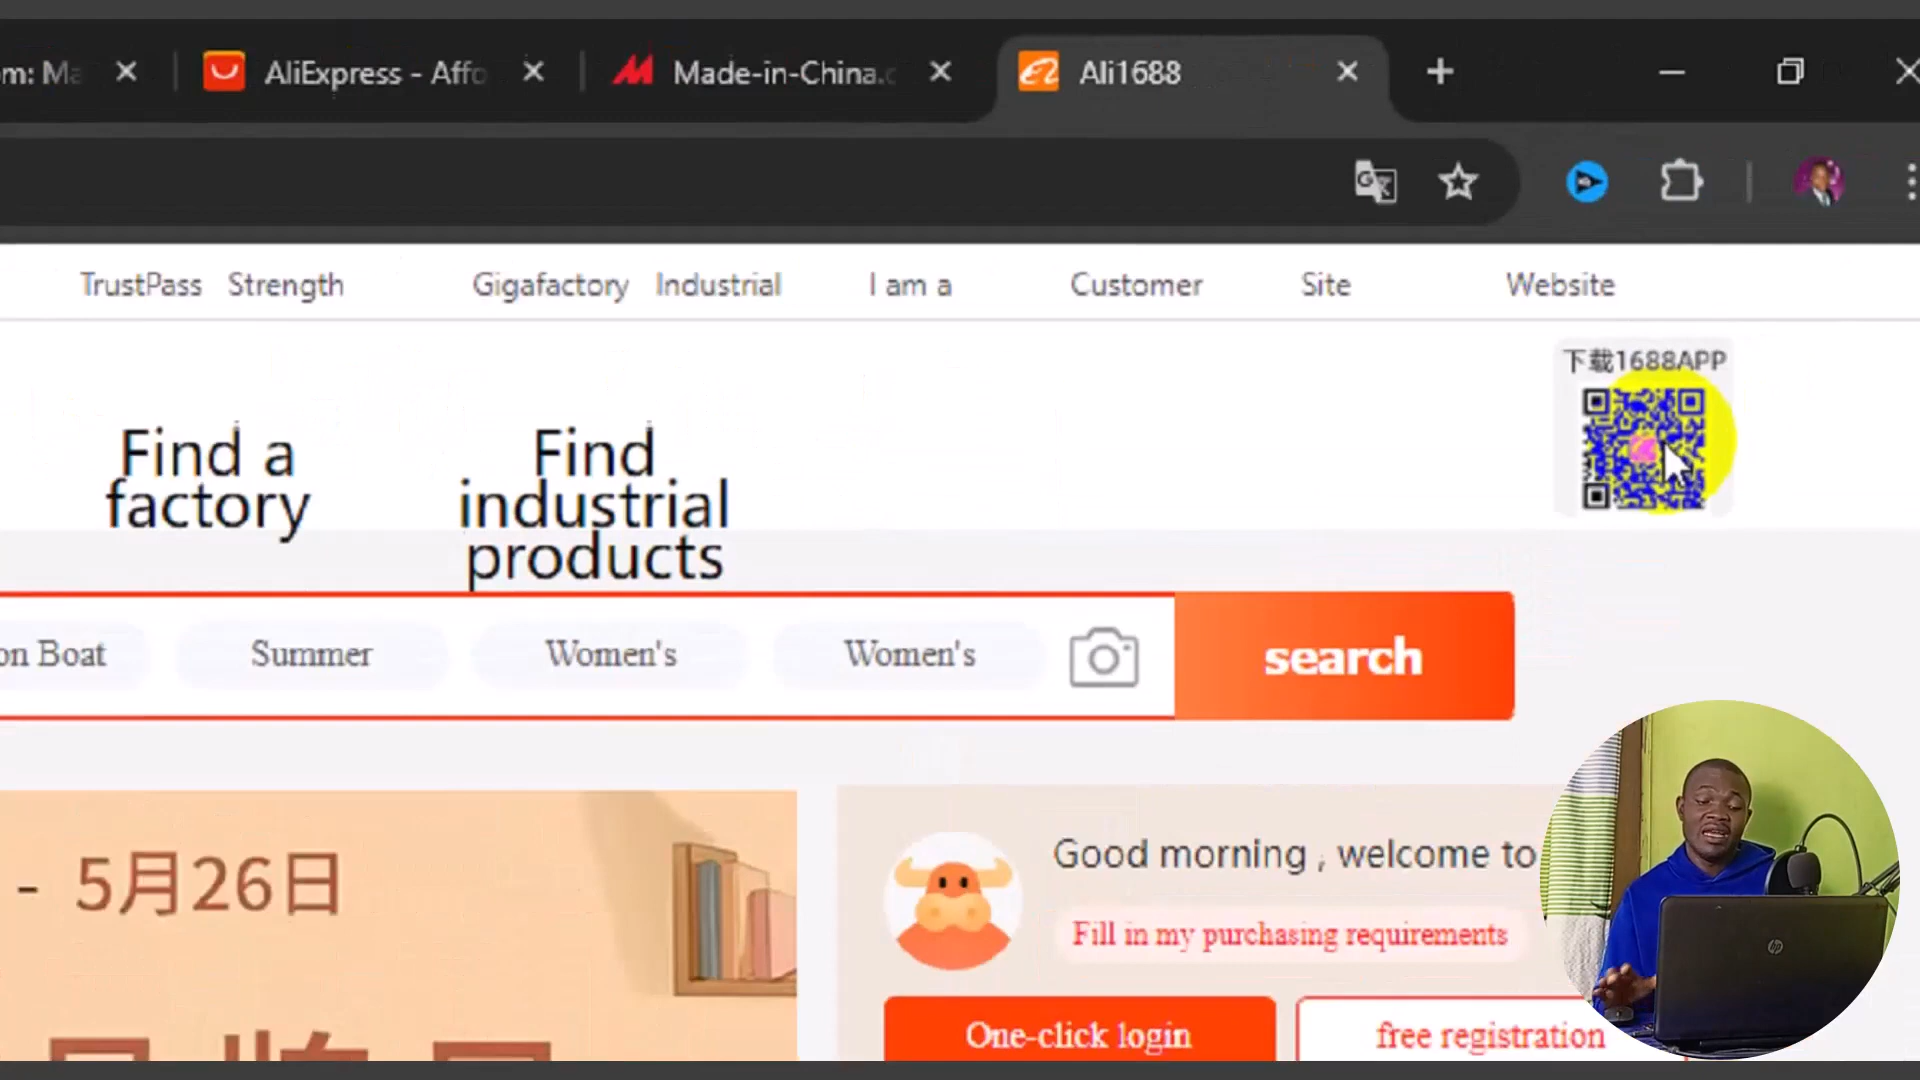 om: Ma
AliExpress - Affo
Made-in-China.c
Ali1688
TrustPass Strength Gigafactory Industrial I am a Customer Site Website
下载1688APP
Find a
factory
Find
industrial
products
on Boat Summer Women's Women's search
- 5月26日
Good morning , welcome to
Fill in my purchasing requirements
One-click login free registration